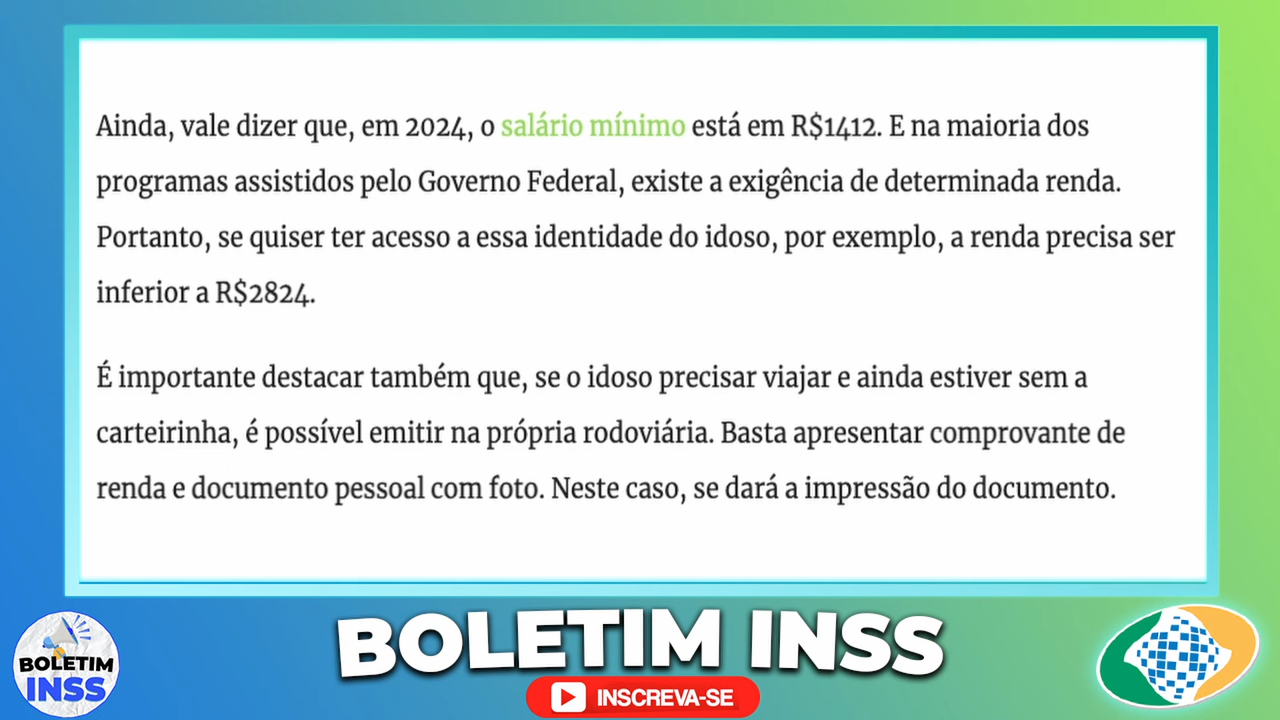 Ainda, vale dizer que, em 2024, o salário mínimo está em R$1412. E na maioria dos
programas assistidos pelo Governo Federal, existe a exigência de determinada renda.
Portanto, se quiser ter acesso a essa identidade do idoso, por exemplo, a renda precisa ser
inferior a R$2824.
É importante destacar também que, se o idoso precisar viajar e ainda estiver sem a
carteirinha, é possível emitir na própria rodoviária. Basta apresentar comprovante de
renda e documento pessoal com foto. Neste caso, se dará a impressão do documento.
BOLETIM
INSS
BOLETIM INSS
INSCREVA-SE